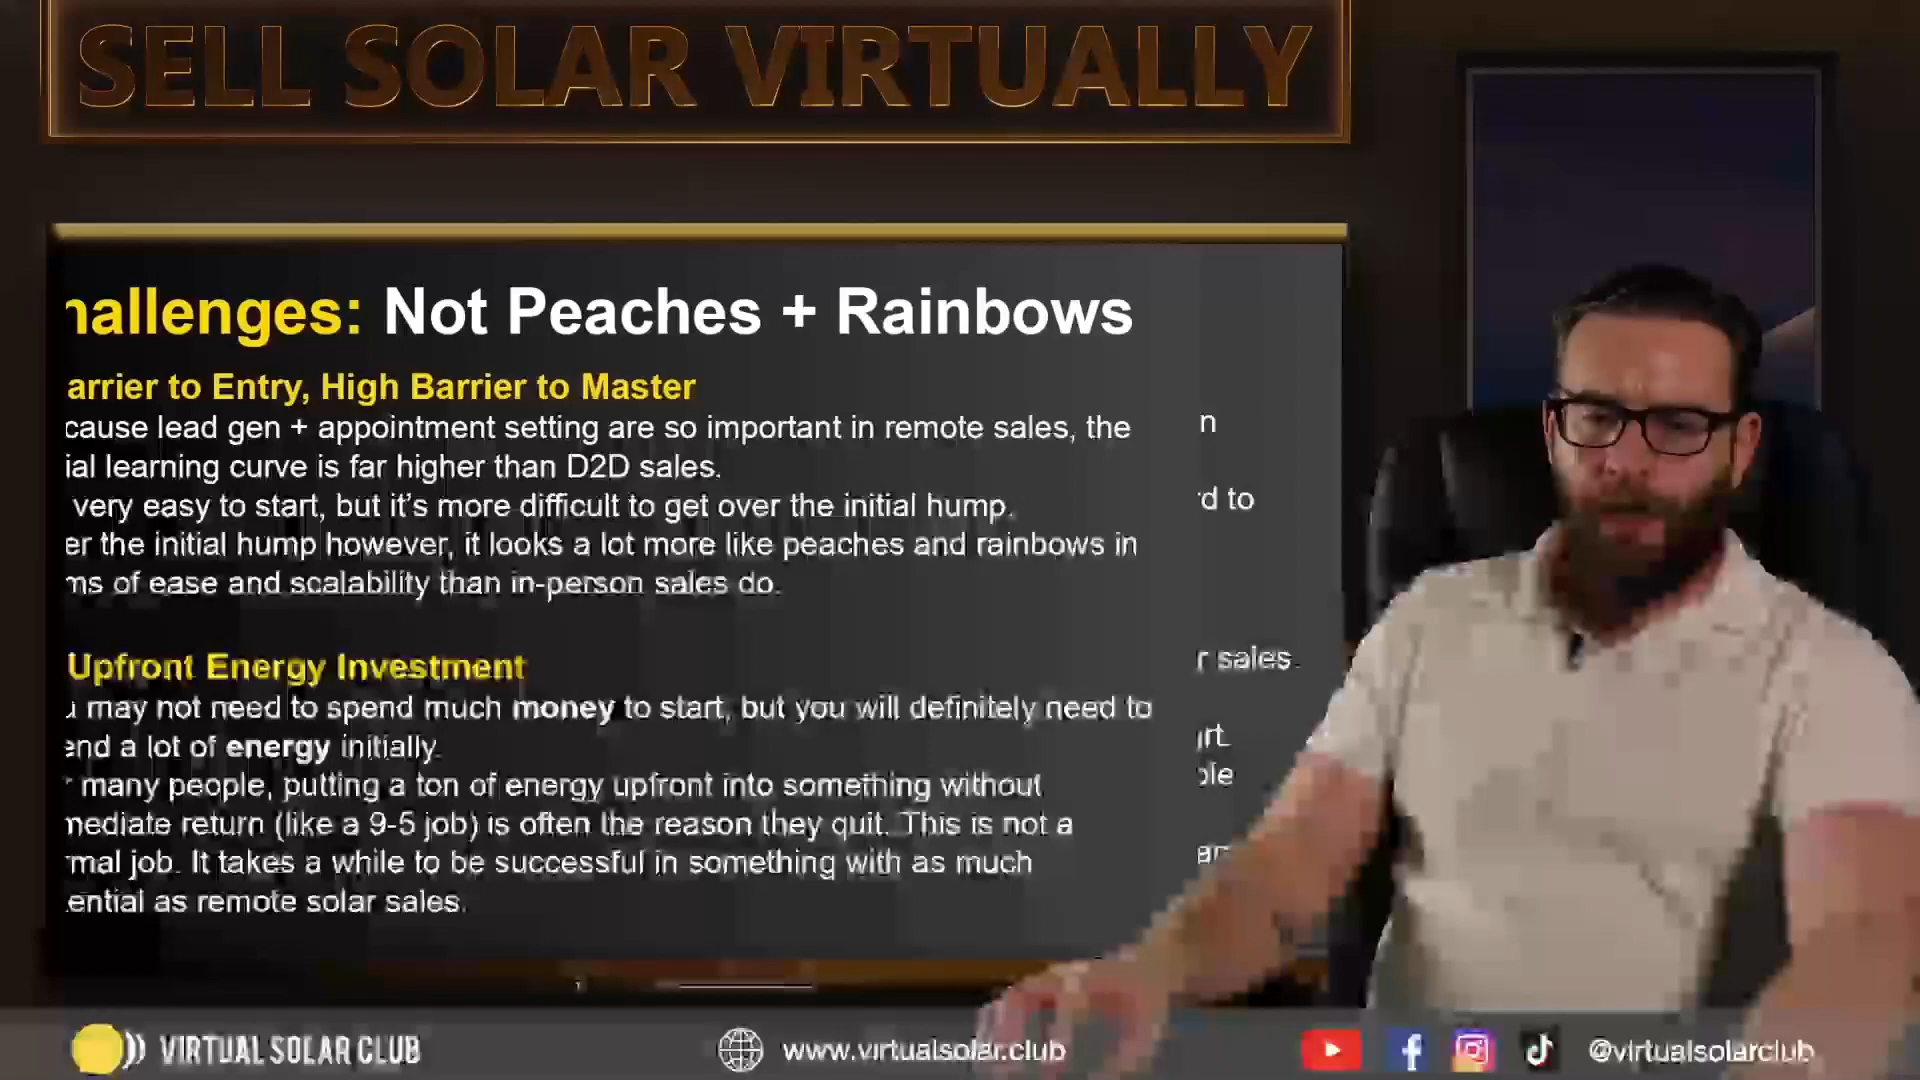 SELL SOLAR VIRTUALLY
hallenges: Not Peaches + Rainbows
arrier to Entry, High Barrier to Master
cause lead gen + appointment setting are so important in remote sales, the
ial learning curve is far higher than D2D sales.
very easy to start, but it's more difficult to get over the initial hump.
er the initial hump however, it looks a lot more like peaches and rainbows in
ms of ease and scalability than in-person sales do.
n
d to
Upfront Energy Investment
may not need to spend much money to start, but you will definitely need to
end a lot of energy initially.
many people, putting a ton of energy upfront into something without
mediate return (like a 9-5 job) is often the reason they quit. This is not a
mal job. It takes a while to be successful in something with as much
ential as remote solar sales.
r sales
rt.
ple
VIRTUAL SOLAR CLUB
www.virtualsolar.club
@virtualsolarclub